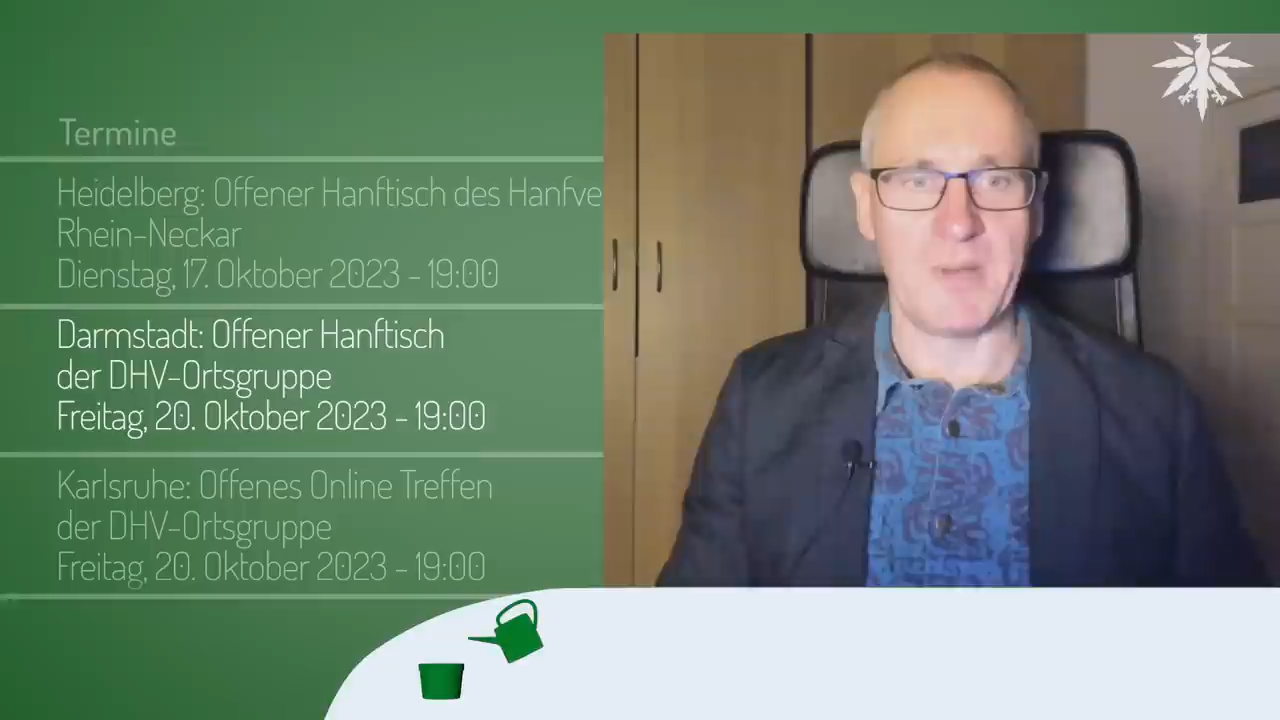 Termine
Heidelberg: Offener Hanftisch des Hanfve
Rhein-Neckar
Dienstag, 17. Oktober 2023 - 19:00
Darmstadt: Offener Hanftisch
der DHV-Ortsgruppe
Freitag, 20. Oktober 2023 - 19:00
Karlsruhe: Offenes Online Treffen
der DHV-Ortsgruppe
Freitag, 20. Oktober 2023 - 19:00